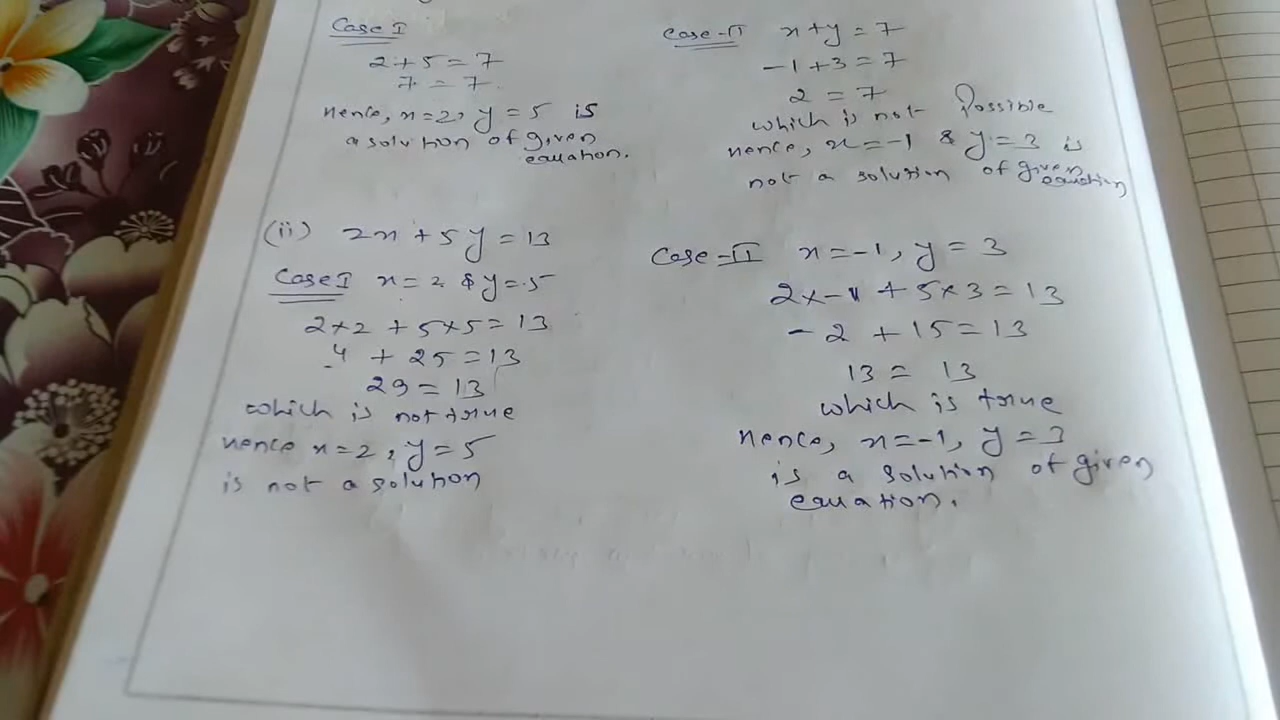 Case I
2+5=7
7=7
hence, x=2, y=5 is
a solution of given
equation.
Case-II x+y=7
-1+3=7
2=7
which is not Possible
hence, x=-1 & y=3 is
not a solution of given
equation
(ii) 2x+5y=13
Case I x=2 & y=5
2×2+5×5=13
4+25=13
29=13
which is not true
hence x=2, y=5
is not a solution
Case-II x=-1, y=3
2×-1+5×3=13
-2+15=13
13=13
which is true
hence, x=-1, y=3
is a solution of given
equation.